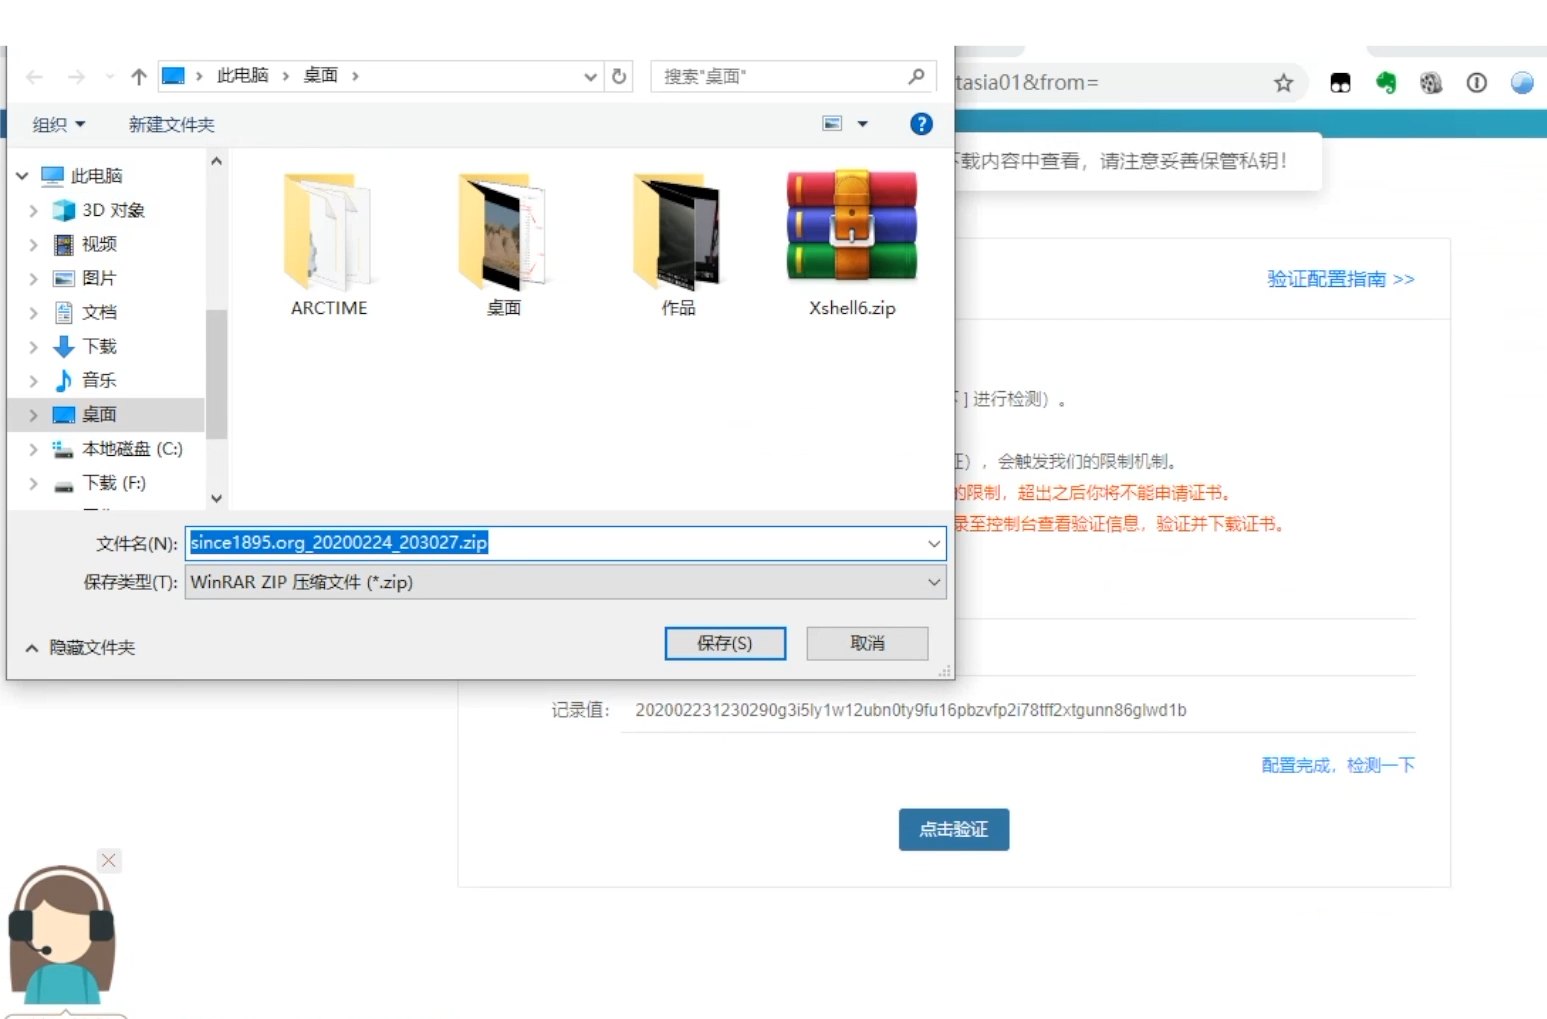 此电脑 > 桌面 >
搜索"桌面"
tasia01&from=
组织
新建文件夹
下载内容中查看，请注意妥善保管私钥！
此电脑
3D 对象
视频
图片
文档
下载
音乐
桌面
本地磁盘 (C:)
下载 (F:)
ARCTIME
桌面
作品
Xshell6.zip
验证配置指南 >>
] 进行检测）。
），会触发我们的限制机制。
的限制，超出之后你将不能申请证书。
录至控制台查看验证信息，验证并下载证书。
文件名(N):
since1895.org_20200224_203027.zip
保存类型(T):
WinRAR ZIP 压缩文件 (*.zip)
隐藏文件夹
保存(S)
取消
记录值：
202002231230290g3i5ly1w12ubn0ty9fu16pbzvfp2i78tff2xtgunn86glwd1b
配置完成，检测一下
点击验证